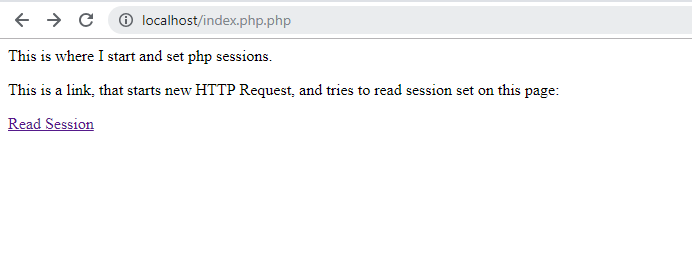 localhost/index.php.php
This is where I start and set php sessions.
This is a link, that starts new HTTP Request, and tries to read session set on this page:
Read Session